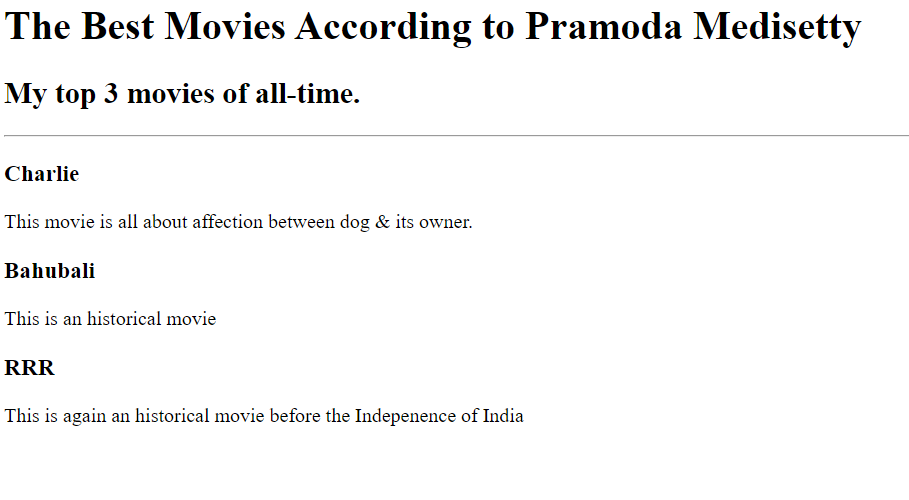 The Best Movies According to Pramoda Medisetty
My top 3 movies of all-time.
Charlie
This movie is all about affection between dog & its owner.
Bahubali
This is an historical movie
RRR
This is again an historical movie before the Indepenence of India